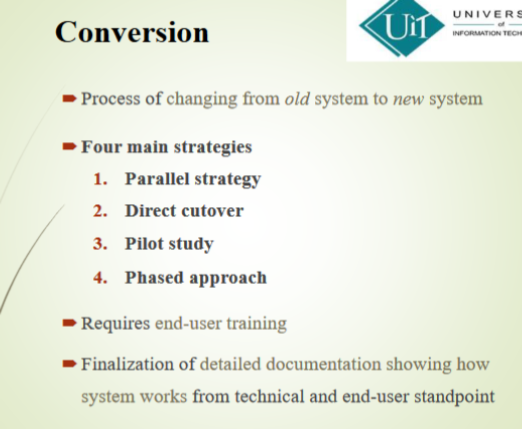 Conversion
UiT
UNIVERS
of
INFORMATION TECH
Process of changing from old system to new system
Four main strategies
1. Parallel strategy
2. Direct cutover
3. Pilot study
4. Phased approach
Requires end-user training
Finalization of detailed documentation showing how
system works from technical and end-user standpoint